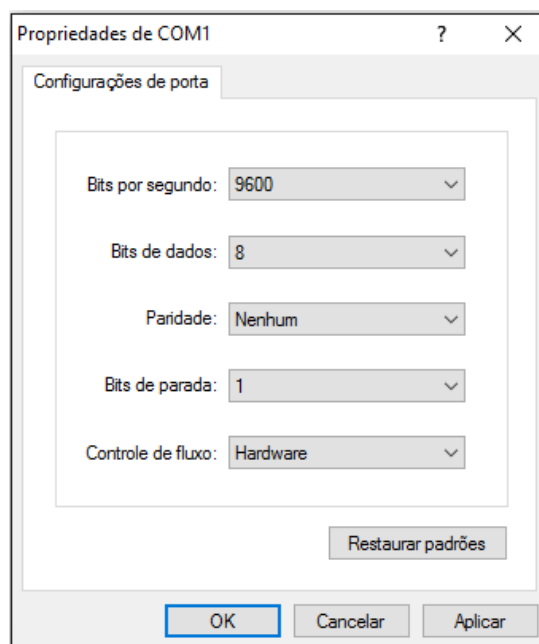 Propriedades de COM1 ?
Configurações de porta
Bits por segundo: 9600
Bits de dados: 8
Paridade: Nenhum
Bits de parada: 1
Controle de fluxo: Hardware
Restaurar padrões
OK Cancelar Aplicar